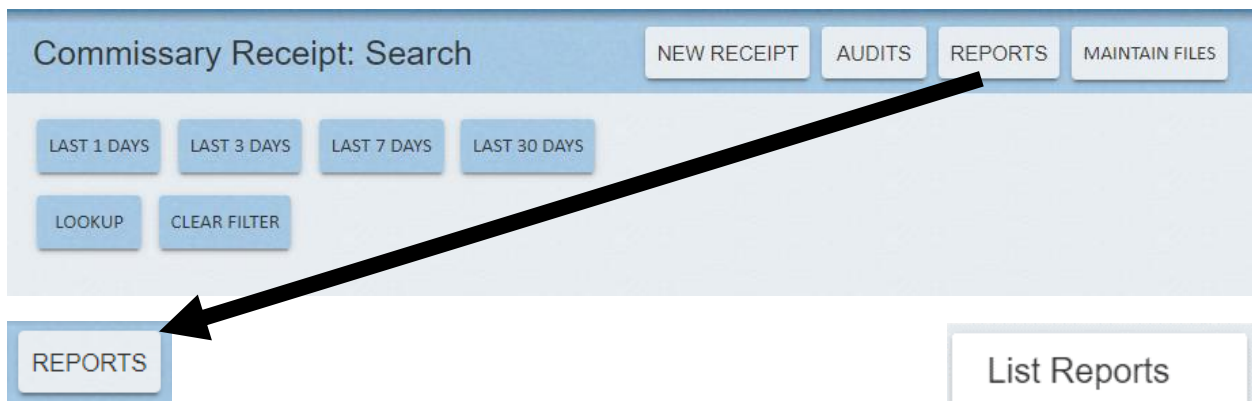 Commissary Receipt: Search
NEW RECEIPT AUDITS REPORTS MAINTAIN FILES
LAST 1 DAYS LAST 3 DAYS LAST 7 DAYS LAST 30 DAYS
LOOKUP CLEAR FILTER
REPORTS
List Reports